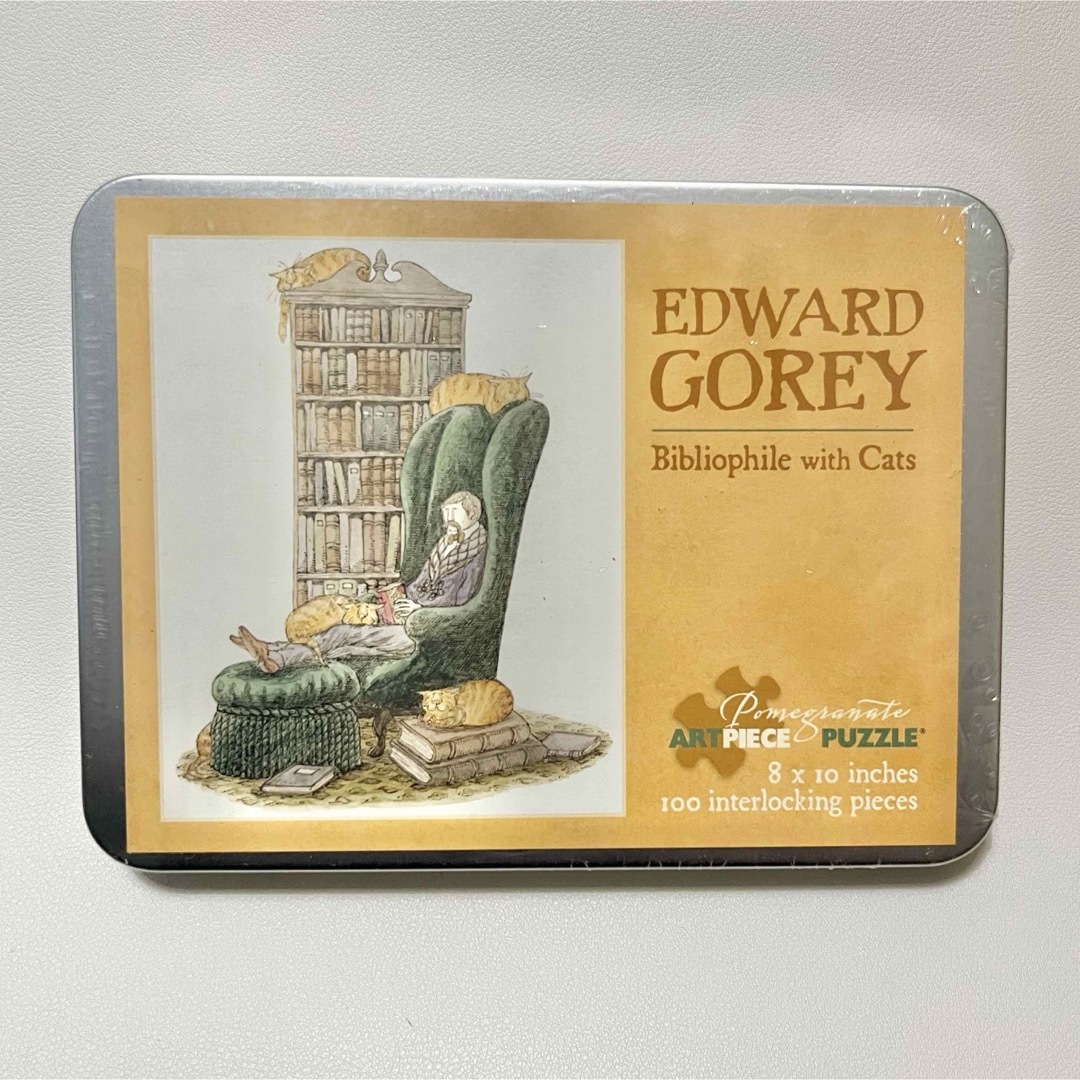 EDWARD
GOREY
Bibliophile with Cats
Pomegranate
ARTPIECE PUZZLE®
8 x 10 inches
100 interlocking pieces